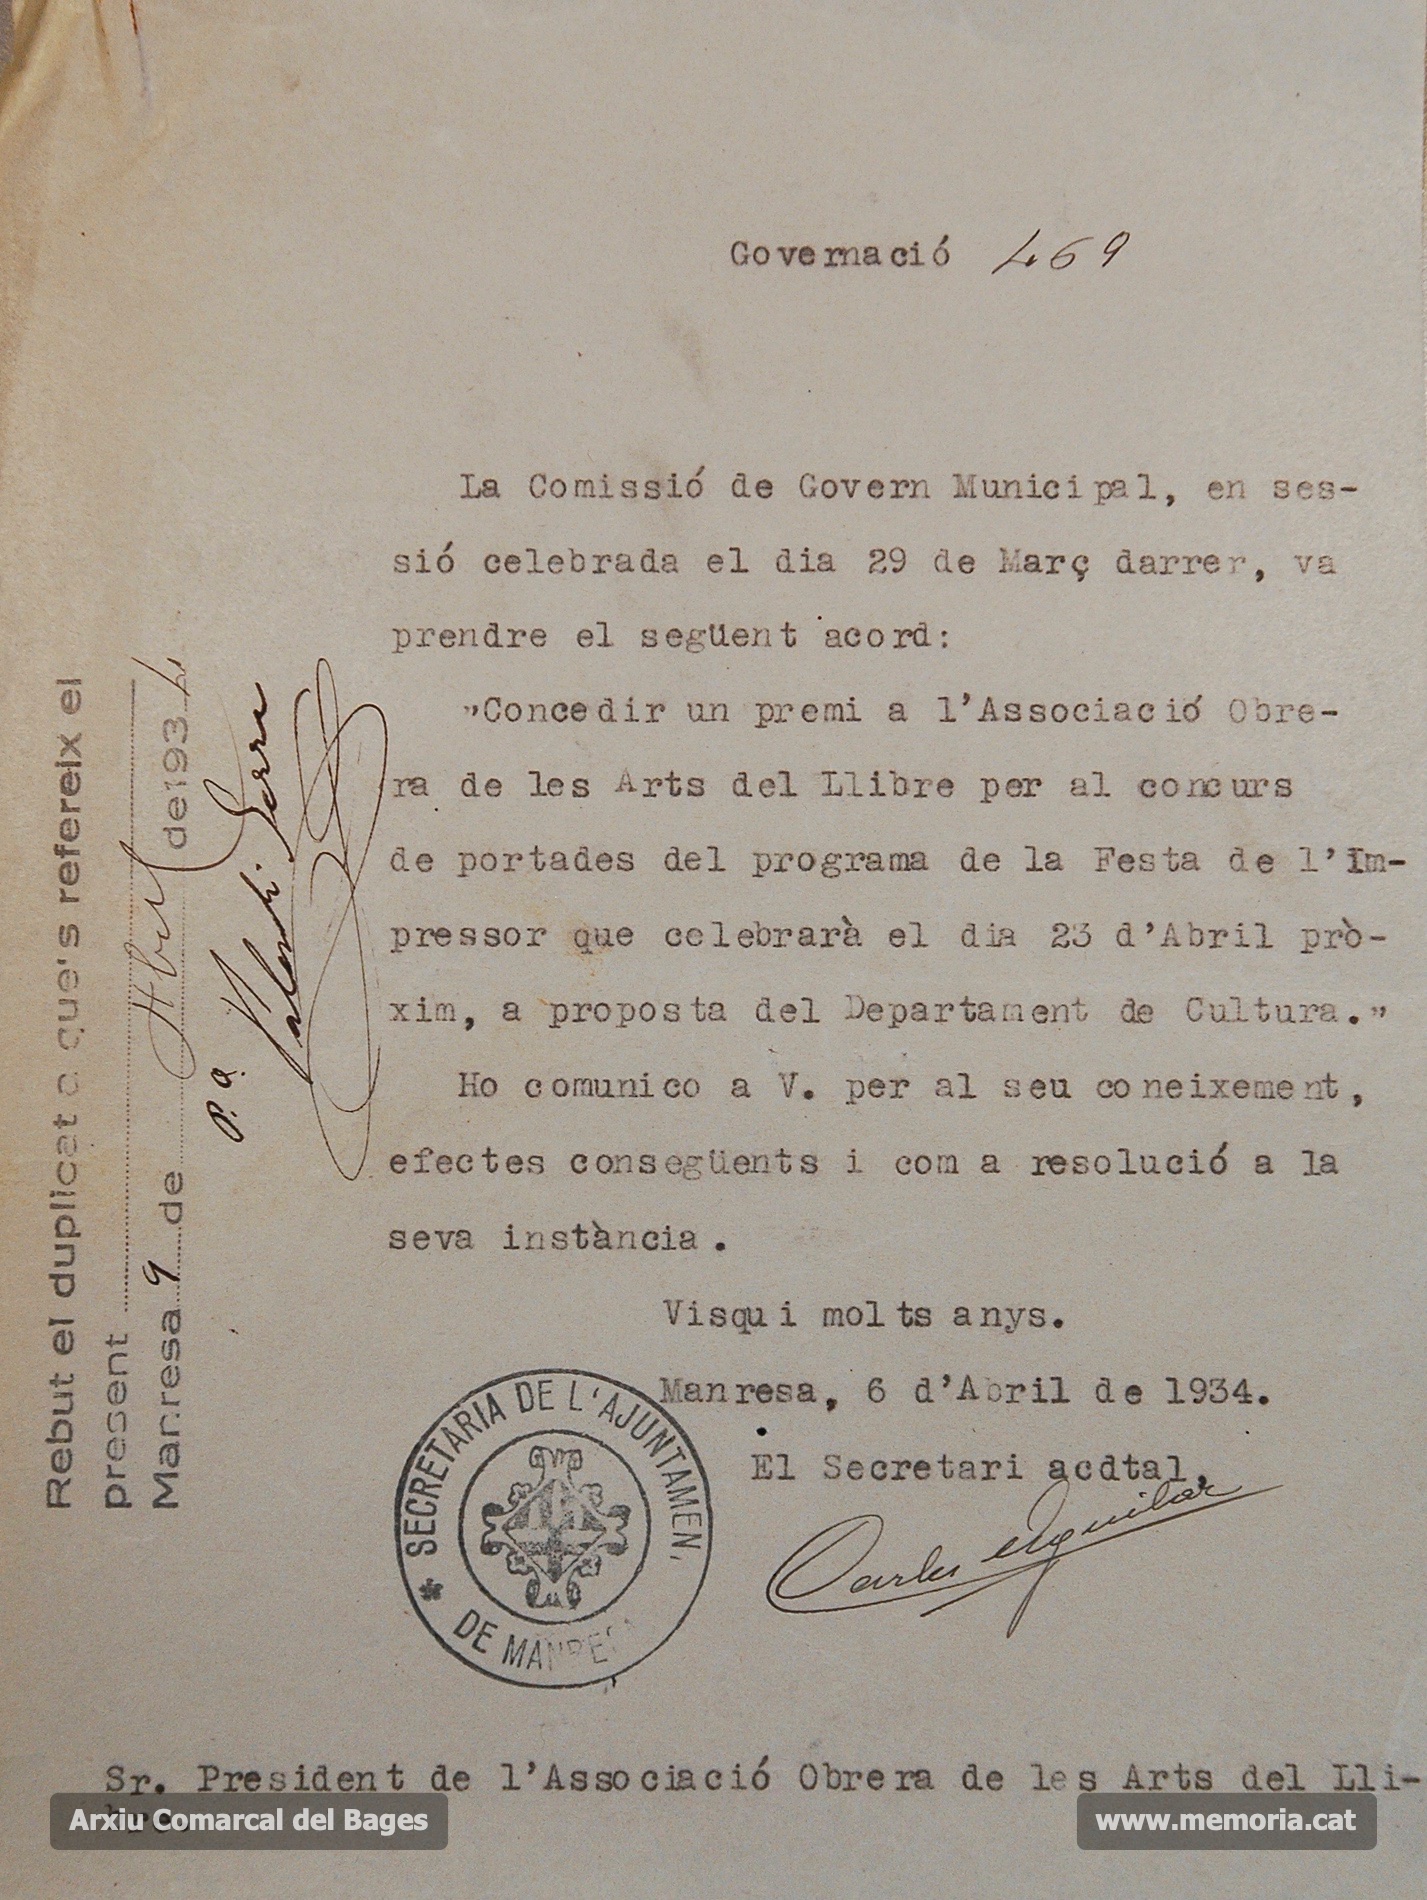 Governació 469
La Comissió de Govern Municipal, en ses-
sió celebrada el dia 29 de Març darrer, va
prendre el següent acord:
"Concedir un premi a l'Associació Obre-
ra de les Arts del Llibre per al concurs
de portades del programa de la Festa de l'Im-
pressor que celebrarà el dia 23 d'Abril prò-
xim, a proposta del Departament de Cultura."
Ho comunico a V. per al seu coneixement,
efectes consegüents i com a resolució a la
seva instància.
Visqui molts anys.
Manresa, 6 d'Abril de 1934.
El Secretari acdtal,
Carles Aguilar
* SECRETARIA DE L'AJUNTAMEN,
DE MANRESA
Rebut el duplicat a que's refereix el
present
Manresa 9 de Abril de 1934
P. a.
Valentí Serra
Sr. President de l'Associació Obrera de les Arts del Lli-
bre.
Arxiu Comarcal del Bages
www.memoria.cat